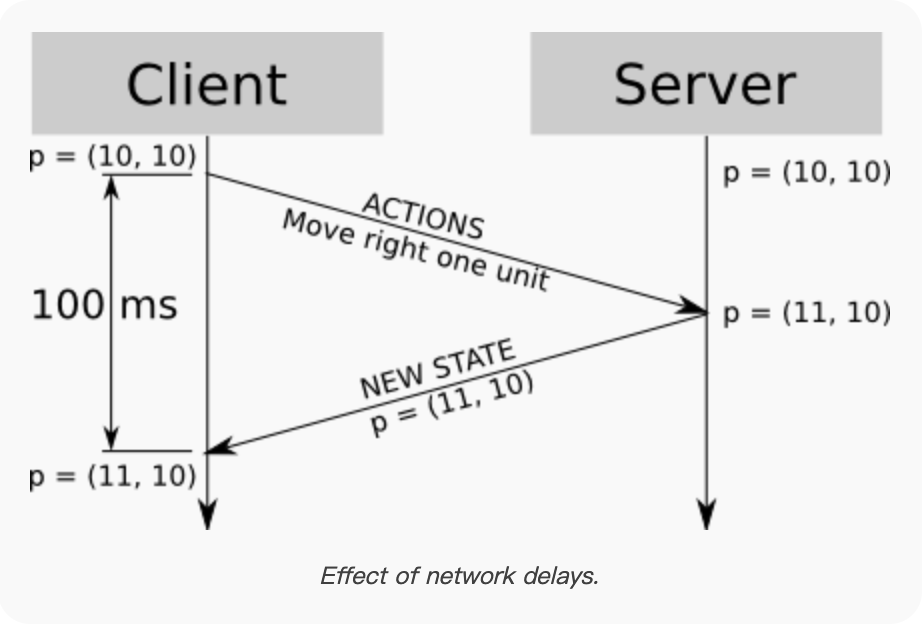 Client
Server
p = (10, 10)
p = (10, 10)
ACTIONS
Move right one unit
100 ms
p = (11, 10)
NEW STATE
p = (11, 10)
p = (11, 10)
Effect of network delays.